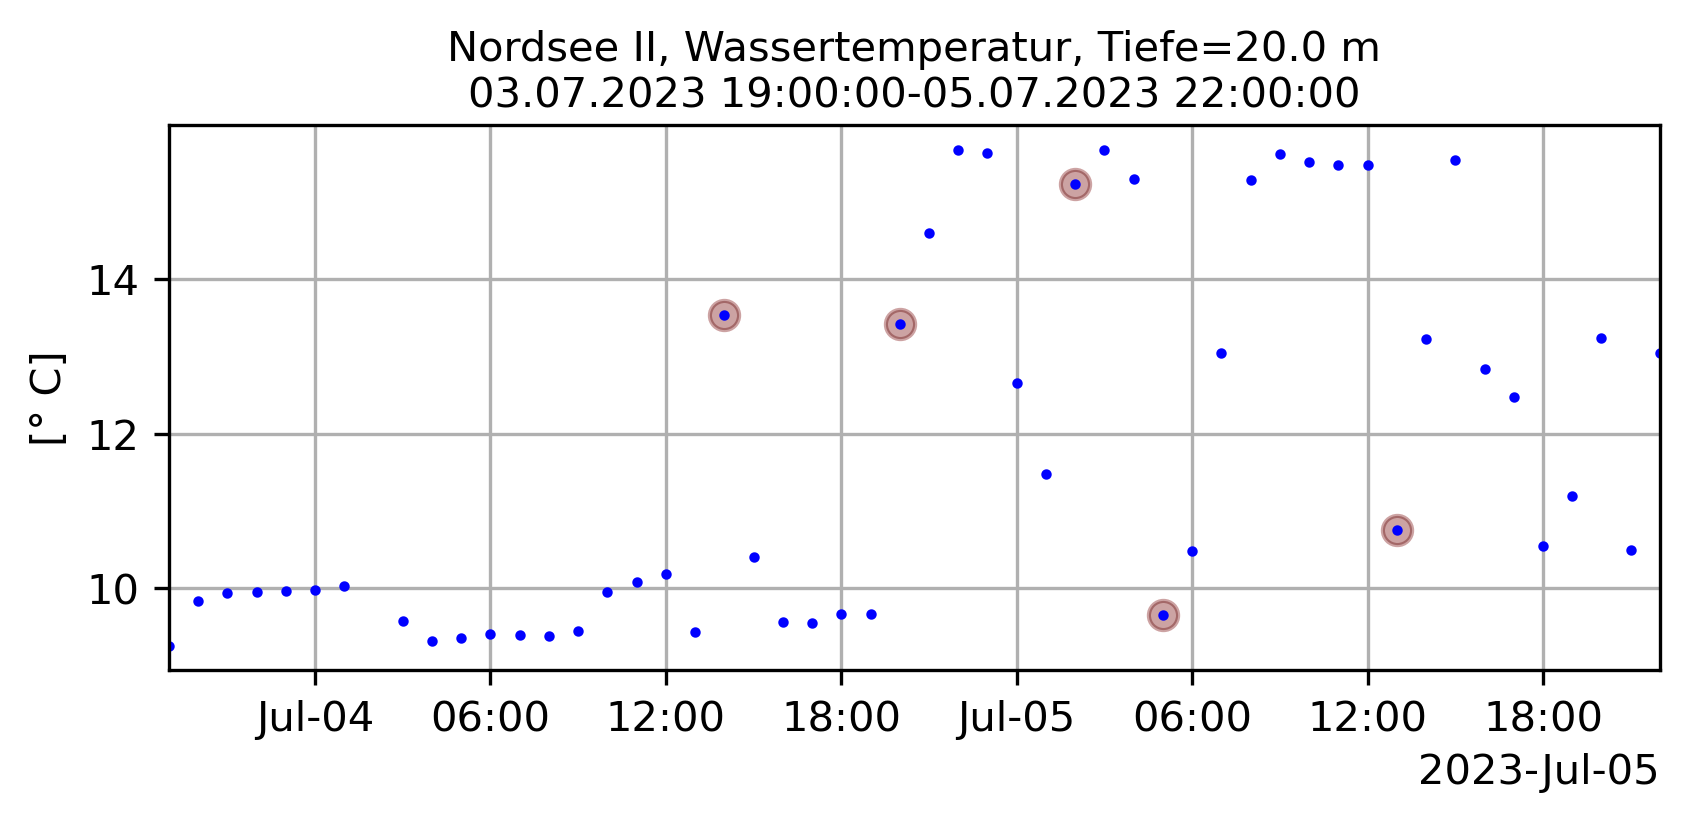 Nordsee II, Wassertemperatur, Tiefe=20.0 m
03.07.2023 19:00:00-05.07.2023 22:00:00
[° C]
14
12
10
Jul-04 06:00 12:00 18:00 Jul-05 06:00 12:00 18:00
2023-Jul-05